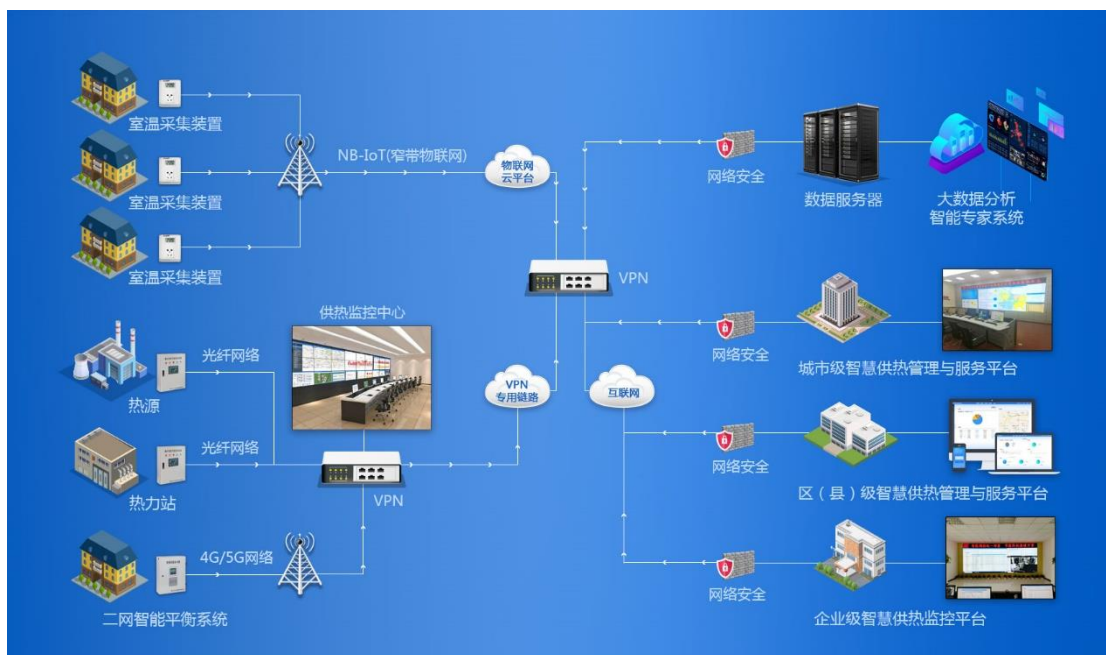 室温采集装置
室温采集装置
室温采集装置
NB-IoT(窄带物联网)
物联网
云平台
供热监控中心
光纤网络
热源
光纤网络
热力站
4G/5G网络
二网智能平衡系统
VPN
VPN
专用链路
VPN
互联网
网络安全
数据服务器
大数据分析
智能专家系统
网络安全
城市级智慧供热管理与服务平台
网络安全
区（县）级智慧供热管理与服务平台
网络安全
企业级智慧供热监控平台